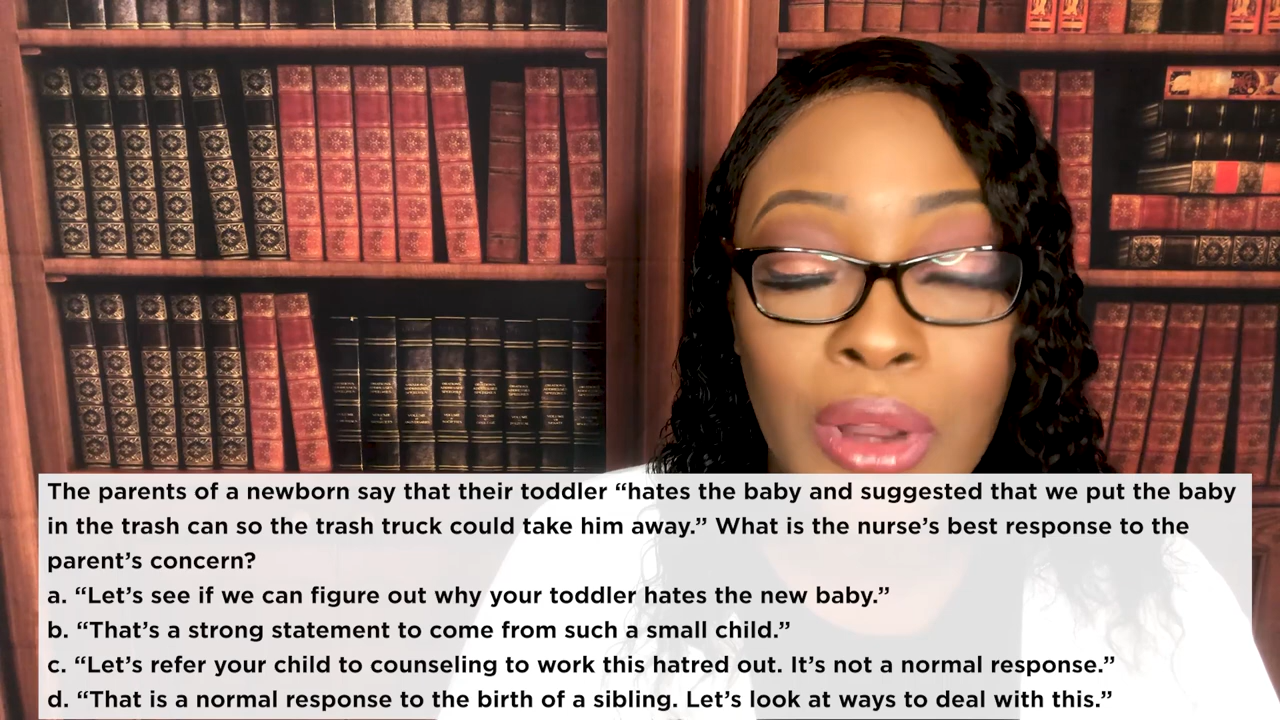 The parents of a newborn say that their toddler “hates the baby and suggested that we put the baby
in the trash can so the trash truck could take him away.” What is the nurse’s best response to the
parent’s concern?
a. “Let’s see if we can figure out why your toddler hates the new baby.”
b. “That’s a strong statement to come from such a small child.”
c. “Let’s refer your child to counseling to work this hatred out. It’s not a normal response.”
d. “That is a normal response to the birth of a sibling. Let’s look at ways to deal with this.”